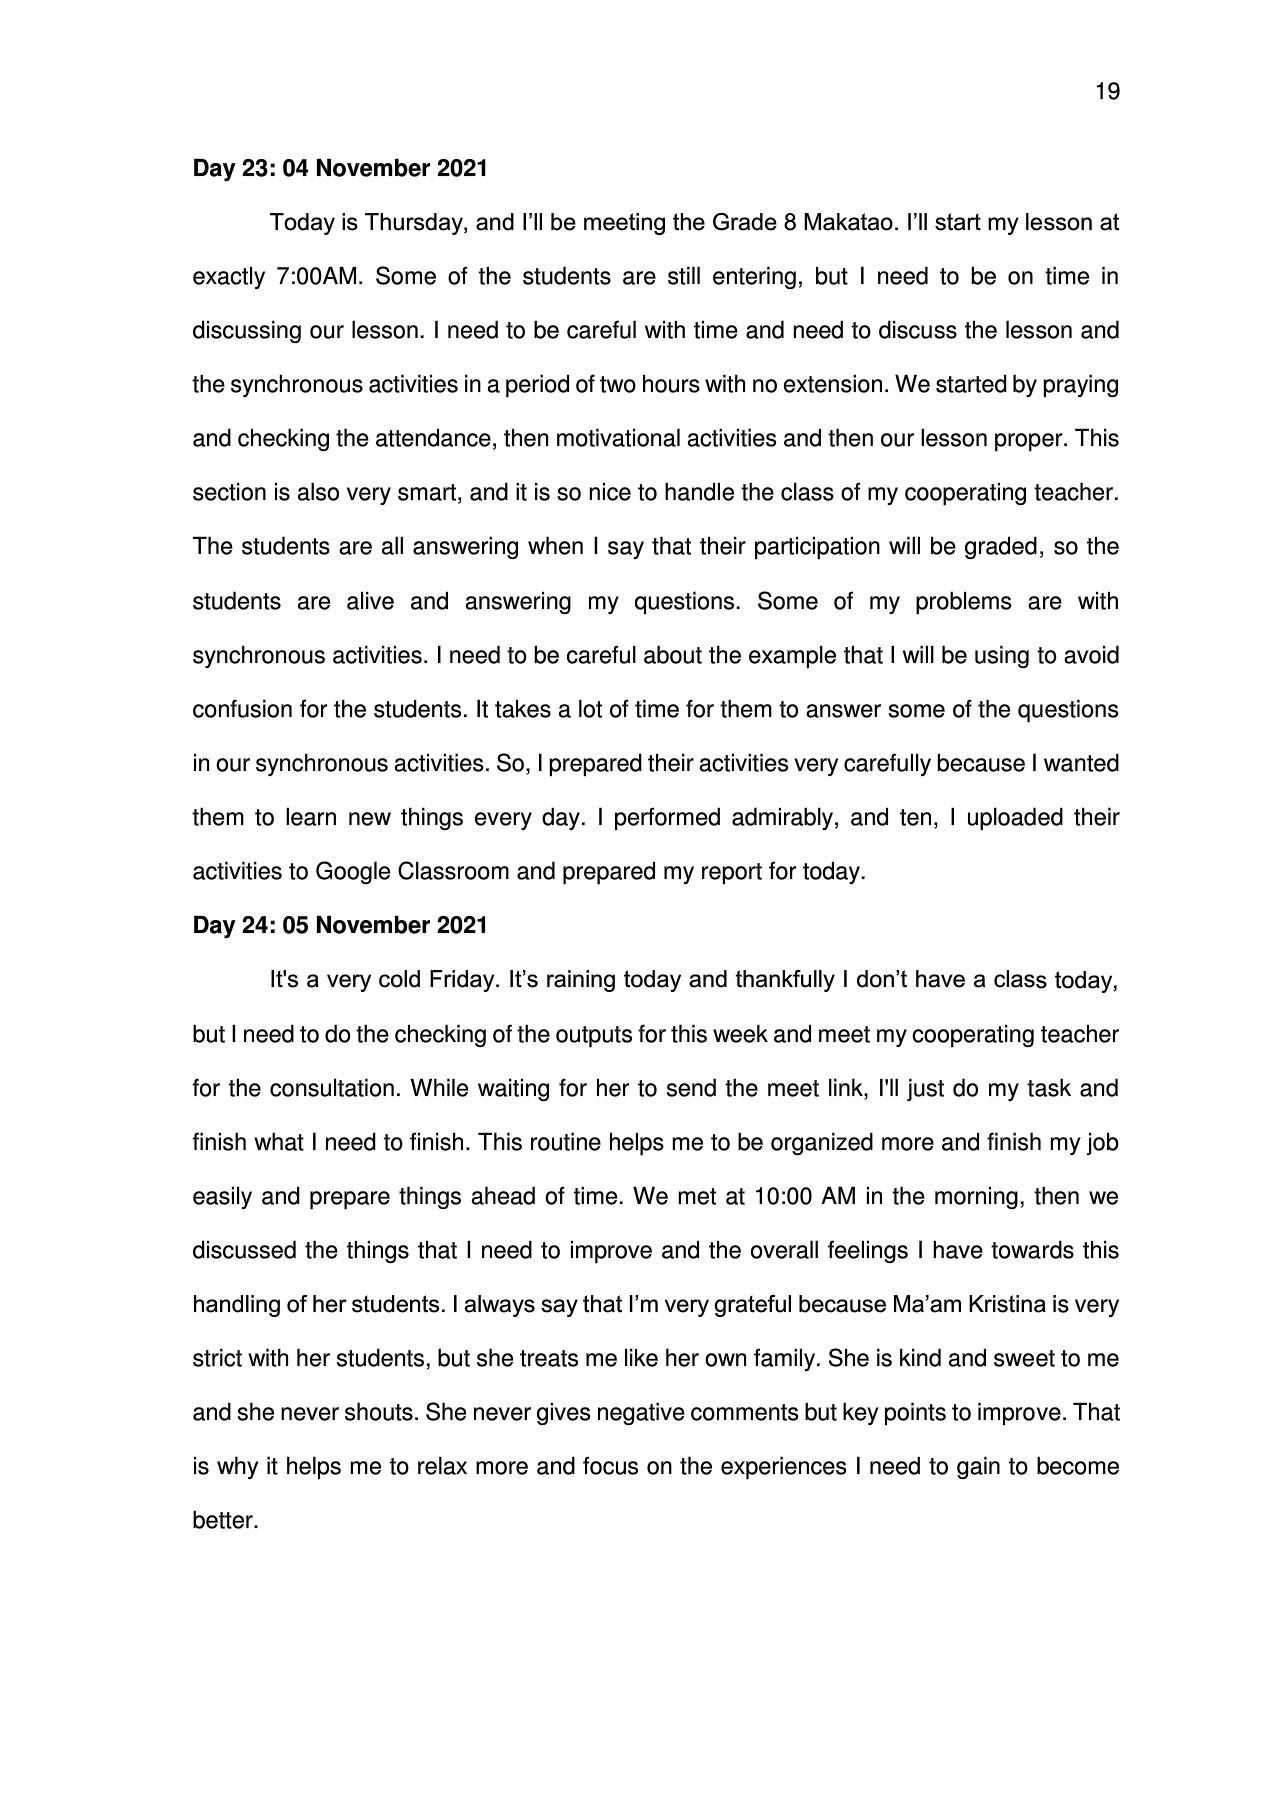 19
Day 23: 04 November 2021
Today is Thursday, and I’ll be meeting the Grade 8 Makatao. I’ll start my lesson at
exactly 7:00AM. Some of the students are still entering, but I need to be on time in
discussing our lesson. I need to be careful with time and need to discuss the lesson and
the synchronous activities in a period of two hours with no extension. We started by praying
and checking the attendance, then motivational activities and then our lesson proper. This
section is also very smart, and it is so nice to handle the class of my cooperating teacher.
The students are all answering when I say that their participation will be graded, so the
students are alive and answering my questions. Some of my problems are with
synchronous activities. I need to be careful about the example that I will be using to avoid
confusion for the students. It takes a lot of time for them to answer some of the questions
in our synchronous activities. So, I prepared their activities very carefully because I wanted
them to learn new things every day. I performed admirably, and ten, I uploaded their
activities to Google Classroom and prepared my report for today.
Day 24: 05 November 2021
It's a very cold Friday. It’s raining today and thankfully I don’t have a class today,
but I need to do the checking of the outputs for this week and meet my cooperating teacher
for the consultation. While waiting for her to send the meet link, I'll just do my task and
finish what I need to finish. This routine helps me to be organized more and finish my job
easily and prepare things ahead of time. We met at 10:00 AM in the morning, then we
discussed the things that I need to improve and the overall feelings I have towards this
handling of her students. I always say that I’m very grateful because Ma’am Kristina is very
strict with her students, but she treats me like her own family. She is kind and sweet to me
and she never shouts. She never gives negative comments but key points to improve. That
is why it helps me to relax more and focus on the experiences I need to gain to become
better.